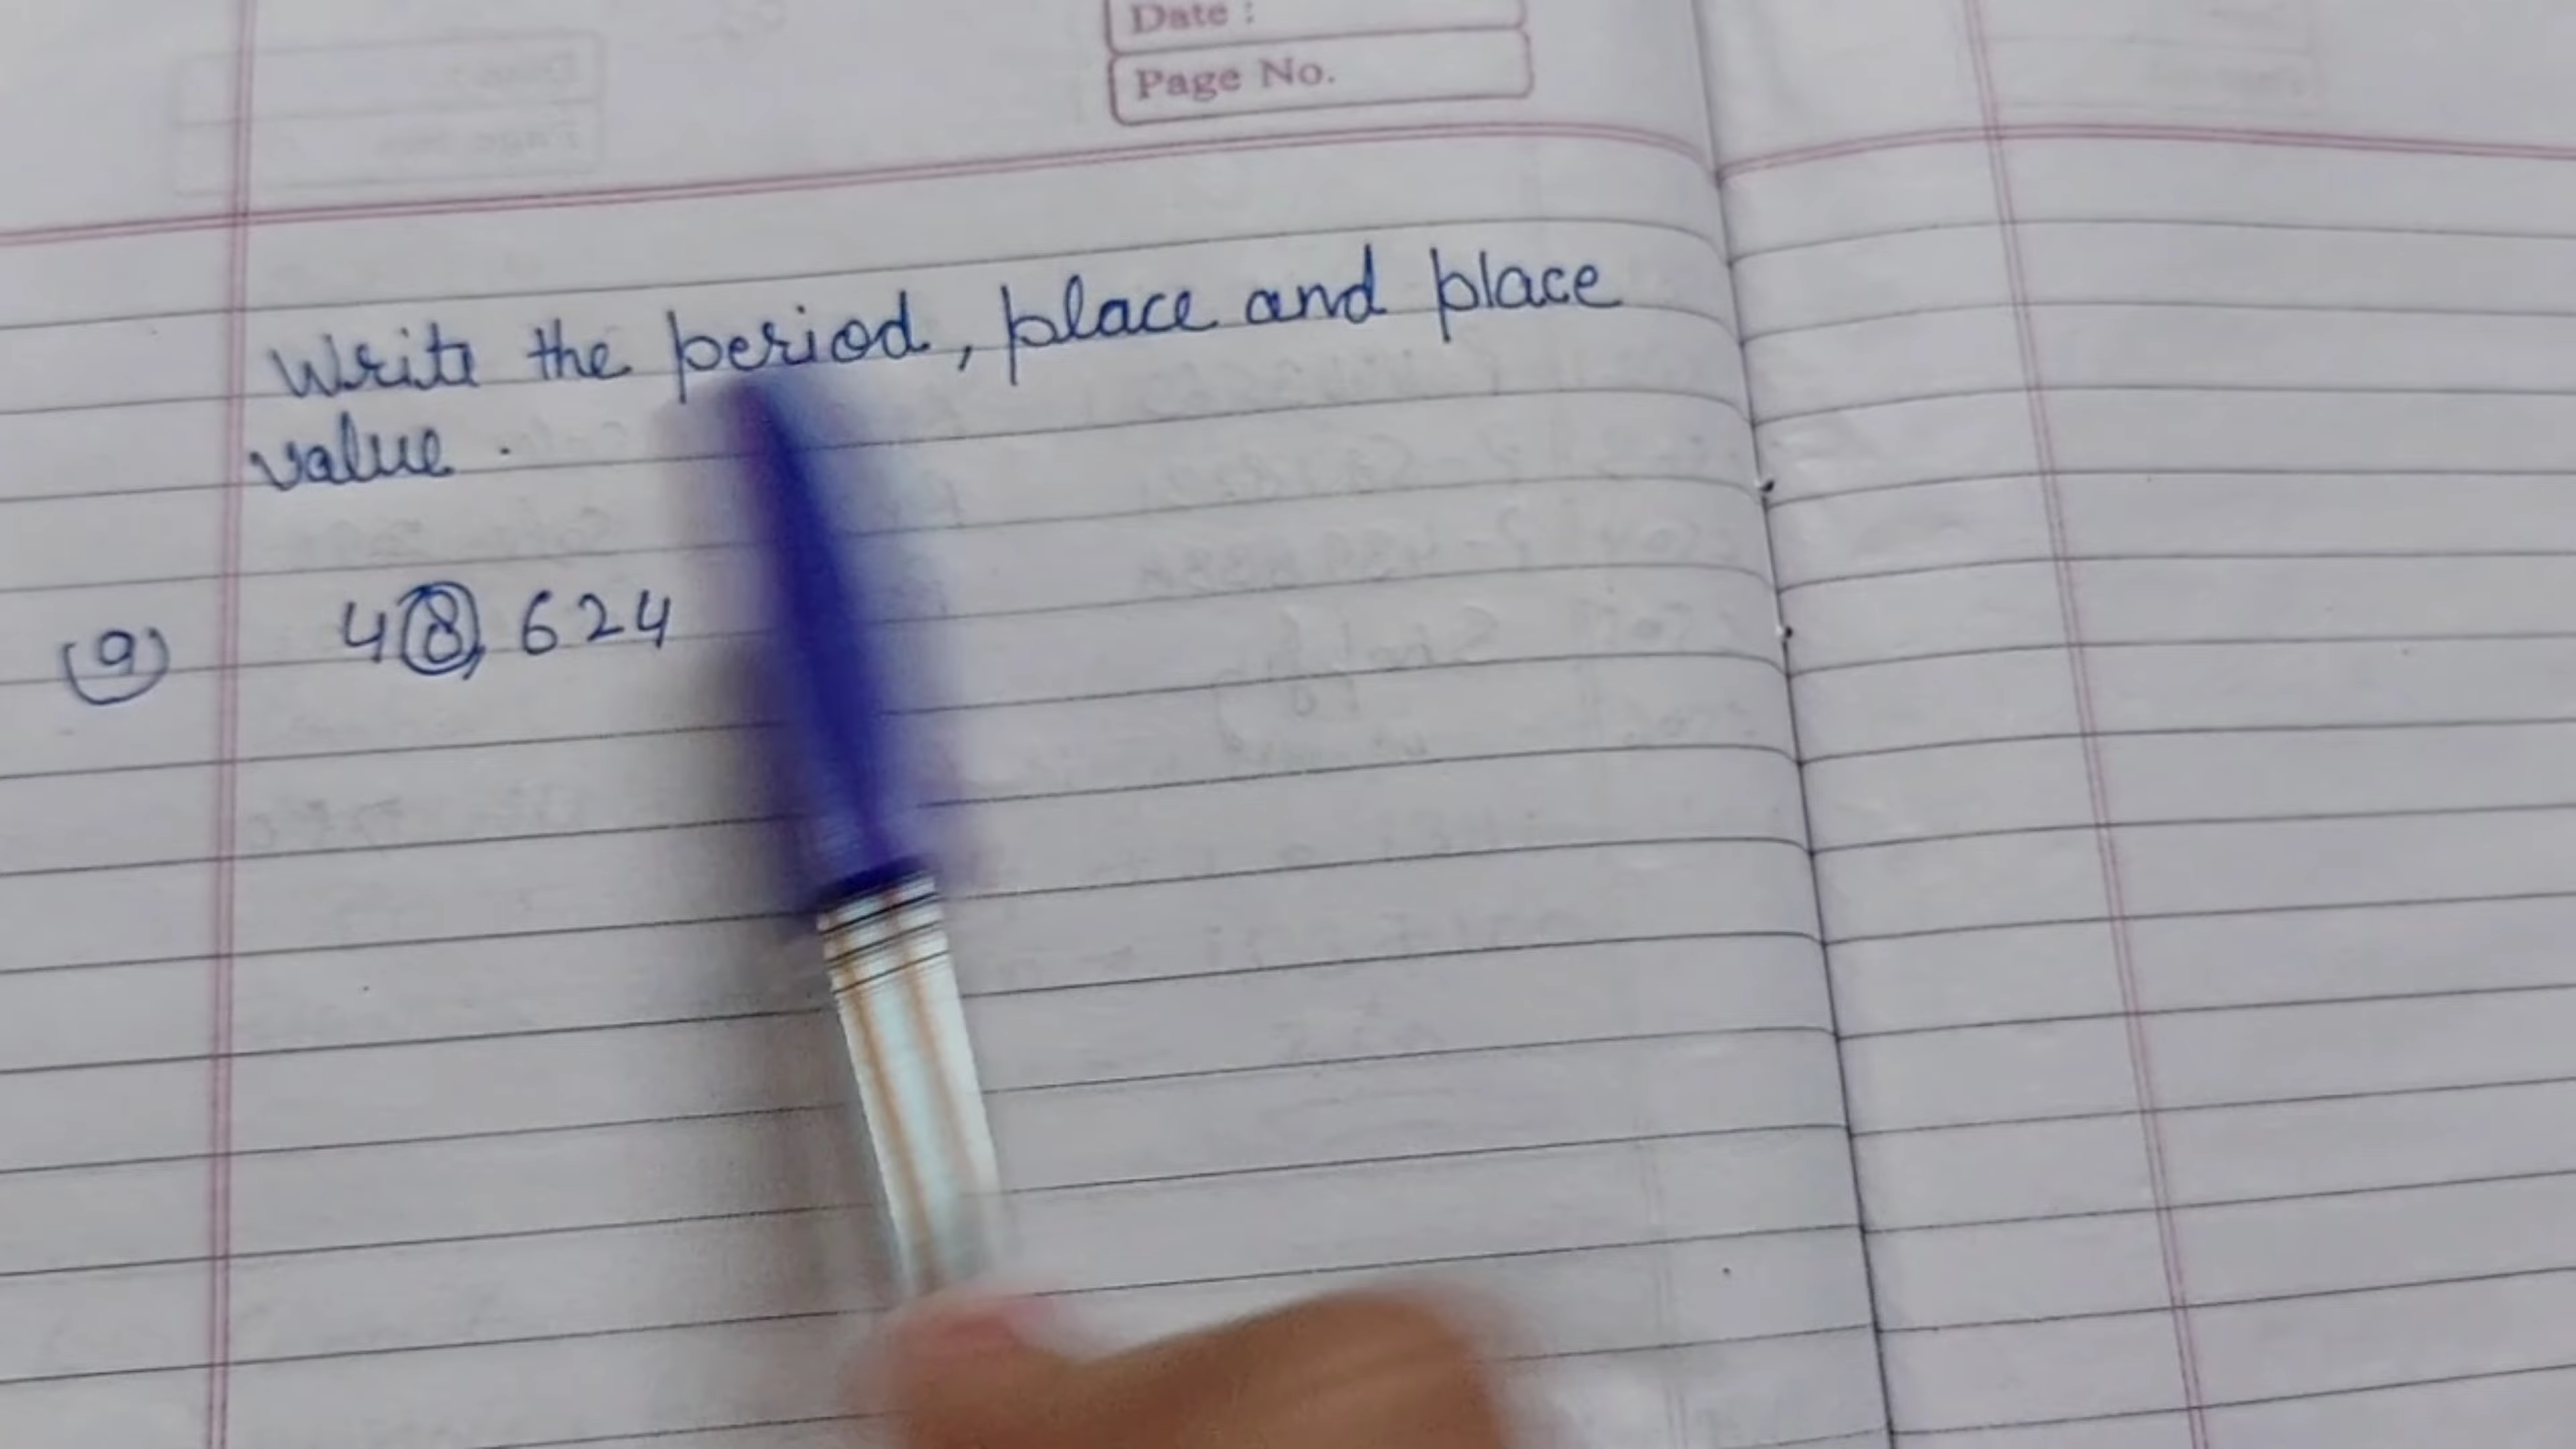 Date :
Page No.
Write the period, place and place
value.
(a) 48,624